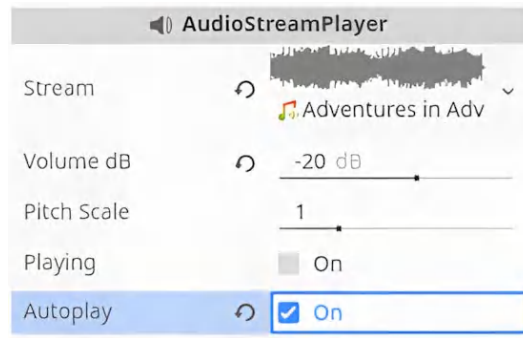 AudioStreamPlayer
Stream
Adventures in Adv
Volume dB -20 dB
Pitch Scale 1
Playing On
Autoplay On